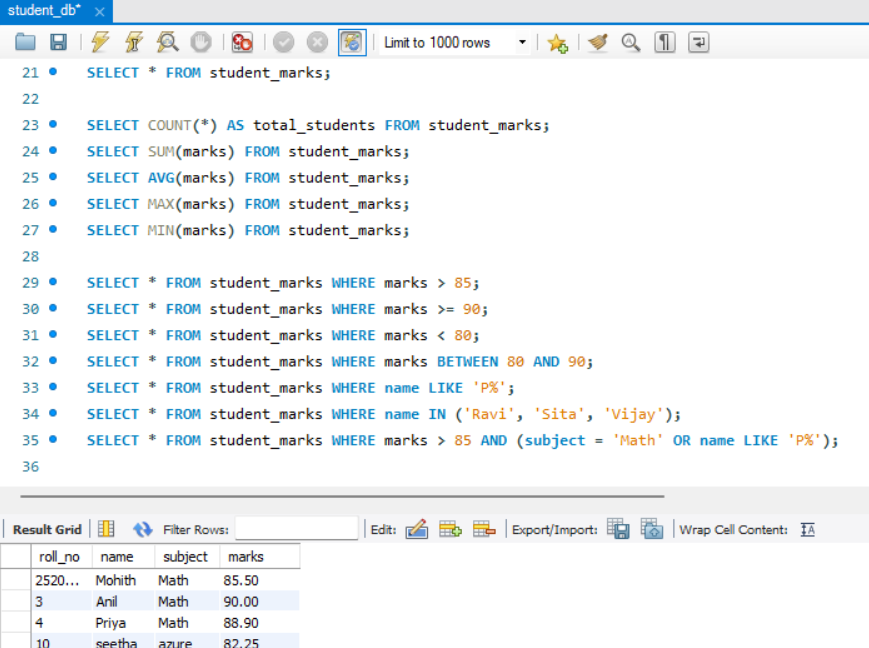 student_db*
Limit to 1000 rows
21 SELECT * FROM student_marks;
22
23 SELECT COUNT(*) AS total_students FROM student_marks;
24 SELECT SUM(marks) FROM student_marks;
25 SELECT AVG(marks) FROM student_marks;
26 SELECT MAX(marks) FROM student_marks;
27 SELECT MIN(marks) FROM student_marks;
28
29 SELECT * FROM student_marks WHERE marks > 85;
30 SELECT * FROM student_marks WHERE marks >= 90;
31 SELECT * FROM student_marks WHERE marks < 80;
32 SELECT * FROM student_marks WHERE marks BETWEEN 80 AND 90;
33 SELECT * FROM student_marks WHERE name LIKE 'P%';
34 SELECT * FROM student_marks WHERE name IN ('Ravi', 'Sita', 'Vijay');
35 SELECT * FROM student_marks WHERE marks > 85 AND (subject = 'Math' OR name LIKE 'P%');
36
Result Grid Filter Rows: Edit: Export/Import: Wrap Cell Content:
roll_no name subject marks
2520... Mohith Math 85.50
3 Anil Math 90.00
4 Priya Math 88.90
10 seetha azure 82.25